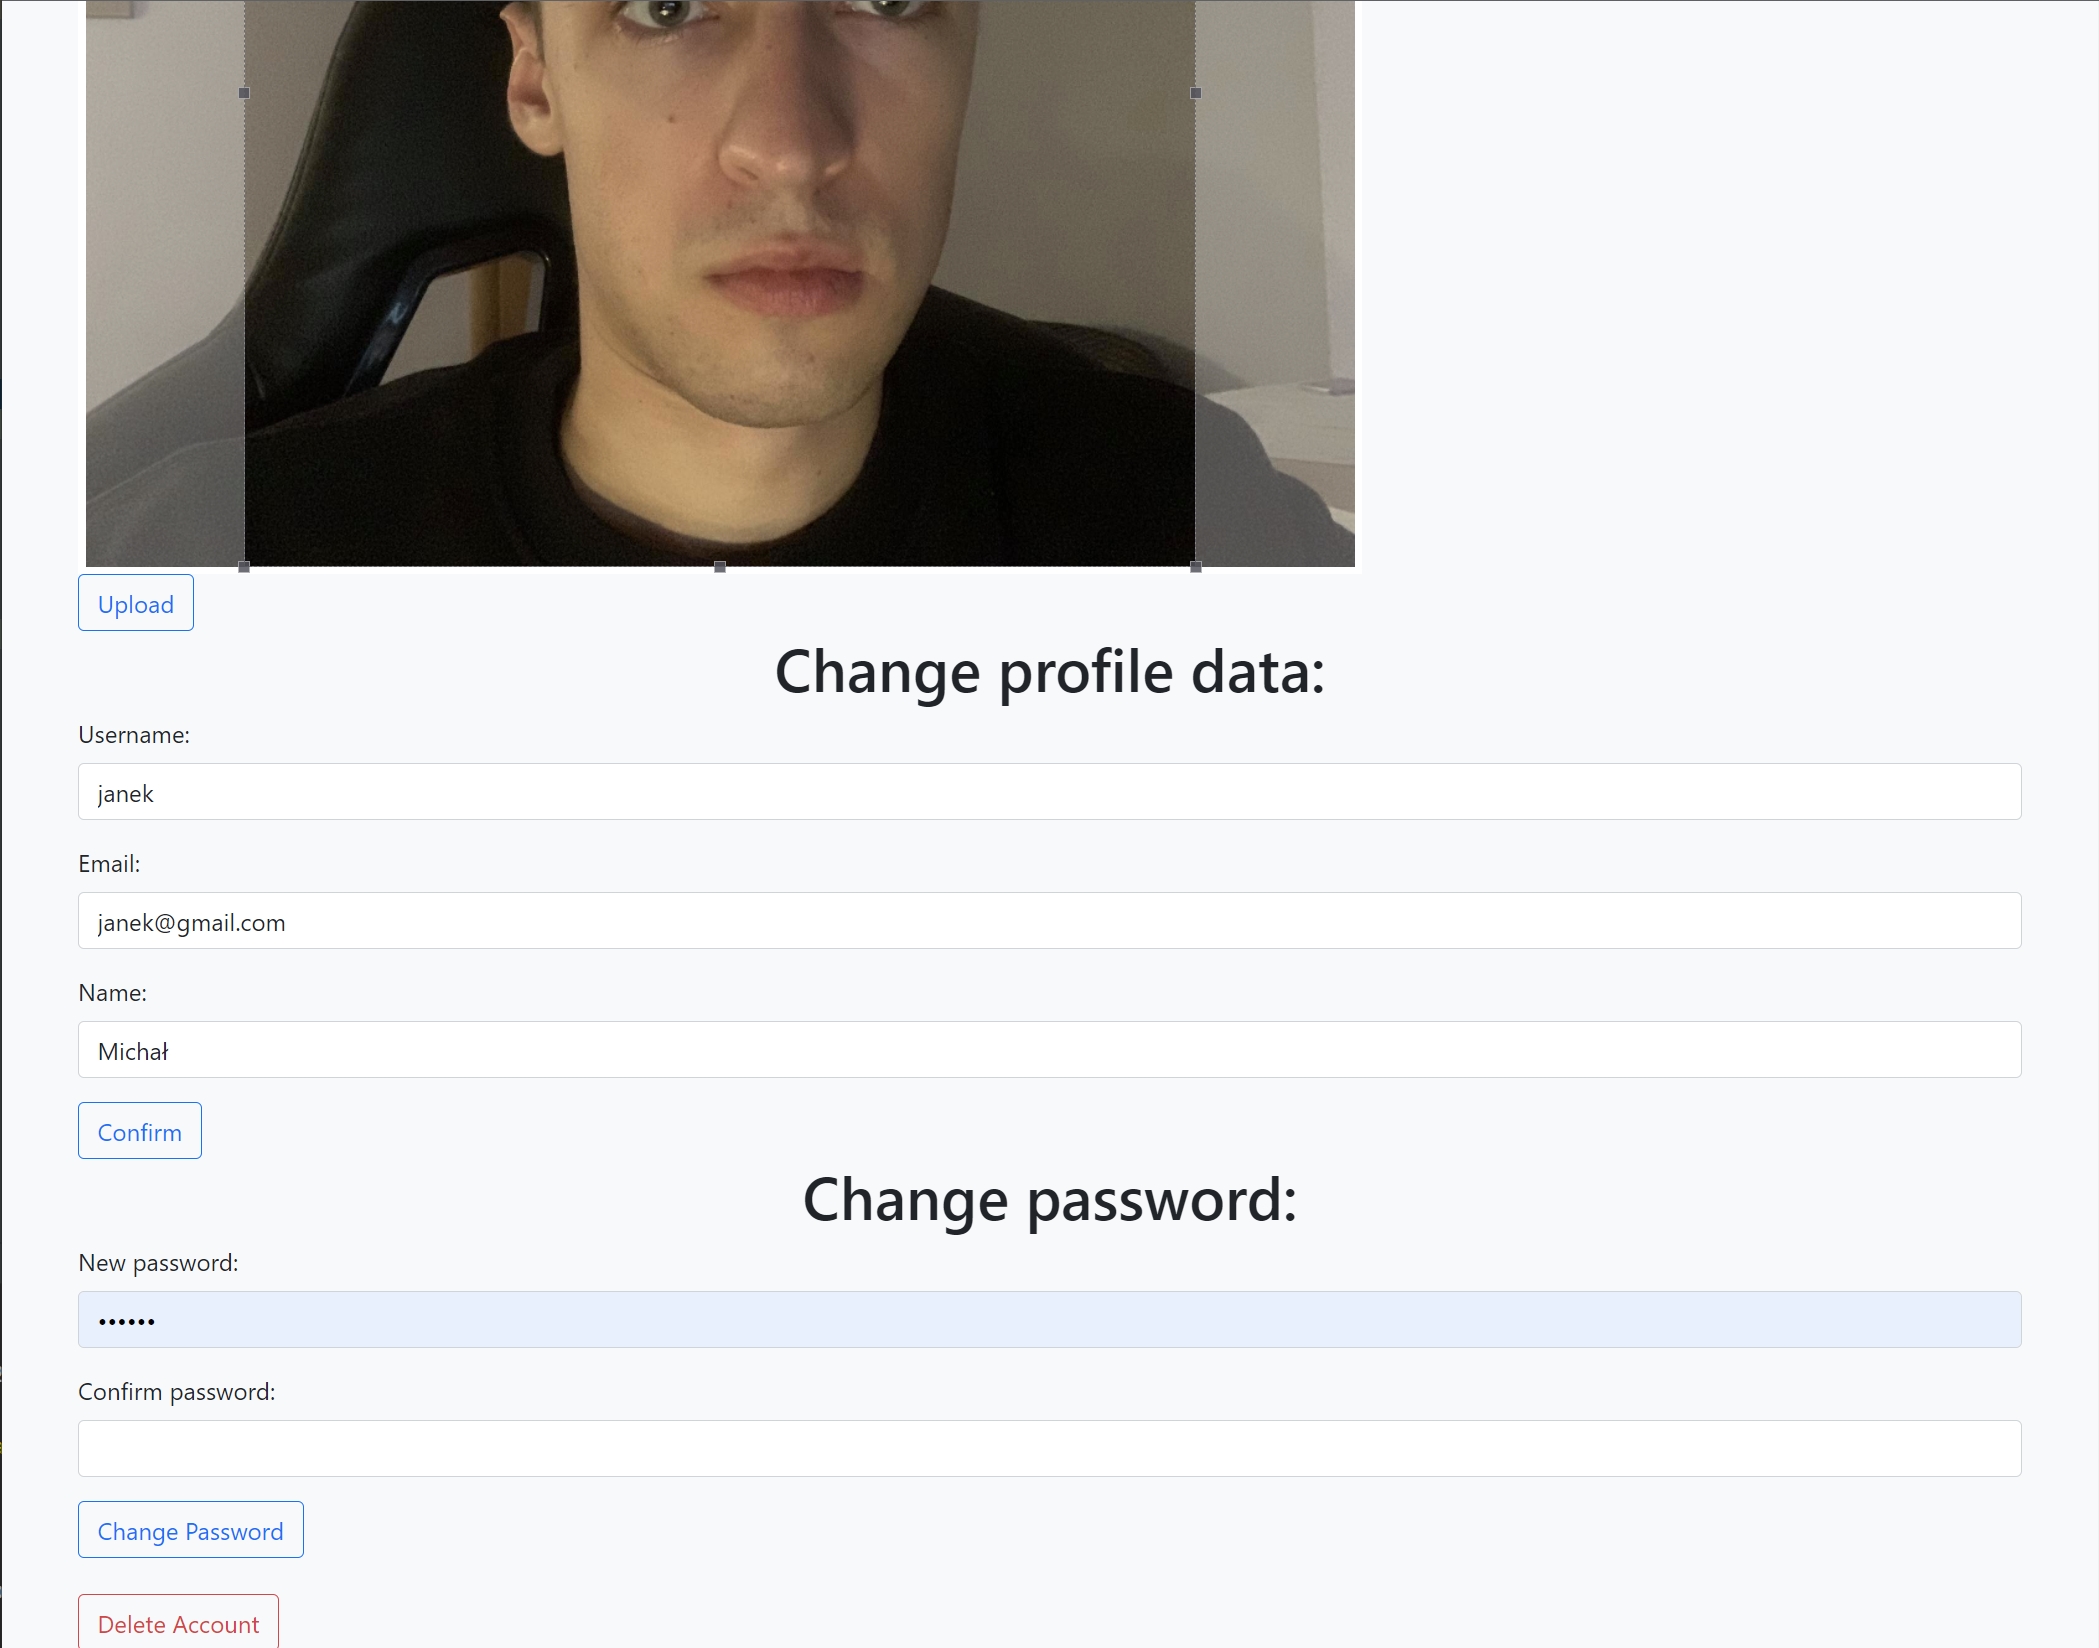 Upload
Change profile data:
Username:
janek
Email:
janek@gmail.com
Name:
Michał
Confirm
Change password:
New password:
••••••
Confirm password:
Change Password
Delete Account